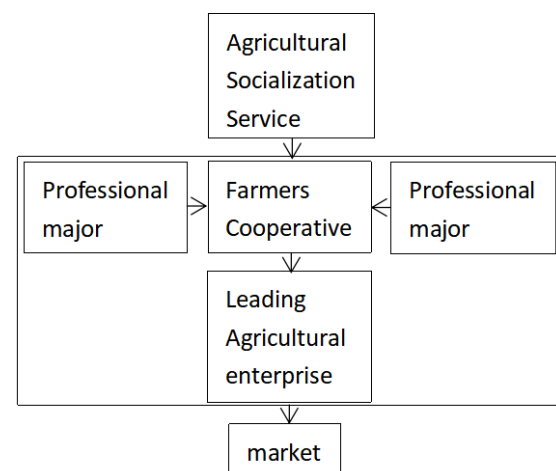 Agricultural
Socialization
Service
Professional
major
Farmers
Cooperative
Professional
major
Leading
Agricultural
enterprise
market